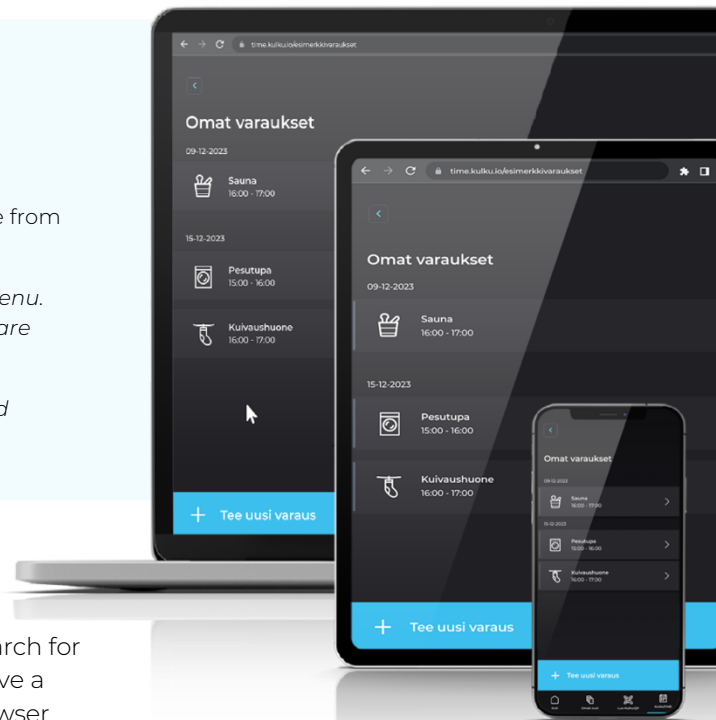 e from
enu.
are
d
arch for
ve a
wser
time.kulku.io/esimerkkivaraukset
Omat varaukset
09-12-2023
Sauna
16:00 - 17:00
15-12-2023
Pesutupa
15:00 - 16:00
Kuivaushuone
16:00 - 17:00
+ Tee uusi varaus
time.kulku.io/esimerkkivaraukset
Omat varaukset
09-12-2023
Sauna
16:00 - 17:00
15-12-2023
Pesutupa
15:00 - 16:00
Kuivaushuone
16:00 - 17:00
+ Tee uusi varaus
Omat varaukset
09-12-2023
Sauna
16:00 - 17:00
15-12-2023
Pesutupa
15:00 - 16:00
Kuivaushuone
16:00 - 17:00
+ Tee uusi varaus